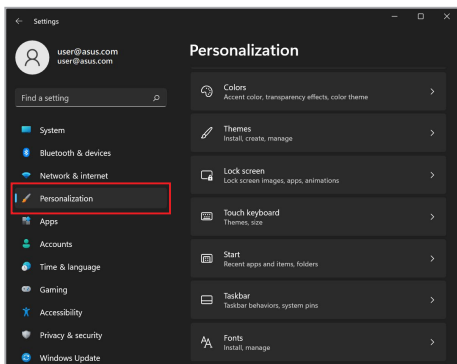 Settings
user@asus.com
user@asus.com
Find a setting
System
Bluetooth & devices
Network & internet
Personalization
Apps
Accounts
Time & language
Gaming
Accessibility
Privacy & security
Windows Update
Personalization
Colors
Accent color, transparency effects, color theme
Themes
Install, create, manage
Lock screen
Lock screen images, apps, animations
Touch keyboard
Themes, size
Start
Recent apps and items, folders
Taskbar
Taskbar behaviors, system pins
Fonts
Install, manage